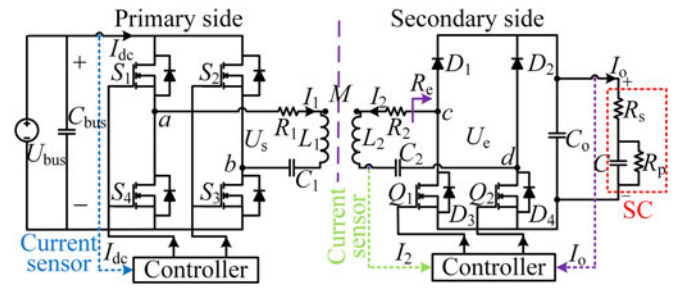 Primary side
Secondary side
I_dc
S_1
S_2
D_1
D_2
I_o
+
+
C_bus
U_bus
a
b
I_1
M
I_2
R_e
R_1
L_1
L_2
R_2
c
U_s
U_e
C_o
R_s
C
R_p
C_1
C_2
d
S_4
S_3
Q_1
Q_2
D_3
D_4
−
−
SC
Current
sensor
I_dc
Controller
Current
sensor
I_2
Controller
I_o